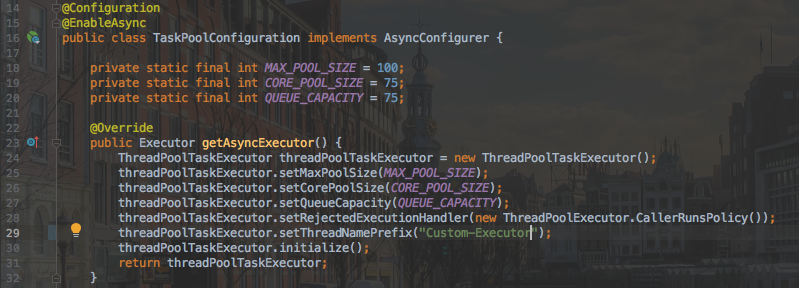 14 @Configuration
15 @EnableAsync
16 public class TaskPoolConfiguration implements AsyncConfigurer {
17
18 private static final int MAX_POOL_SIZE = 100;
19 private static final int CORE_POOL_SIZE = 75;
20 private static final int QUEUE_CAPACITY = 75;
21
22 @Override
23 public Executor getAsyncExecutor() {
24 ThreadPoolTaskExecutor threadPoolTaskExecutor = new ThreadPoolTaskExecutor();
25 threadPoolTaskExecutor.setMaxPoolSize(MAX_POOL_SIZE);
26 threadPoolTaskExecutor.setCorePoolSize(CORE_POOL_SIZE);
27 threadPoolTaskExecutor.setQueueCapacity(QUEUE_CAPACITY);
28 threadPoolTaskExecutor.setRejectedExecutionHandler(new ThreadPoolExecutor.CallerRunsPolicy());
29 threadPoolTaskExecutor.setThreadNamePrefix("Custom-Executor");
30 threadPoolTaskExecutor.initialize();
31 return threadPoolTaskExecutor;
32 }